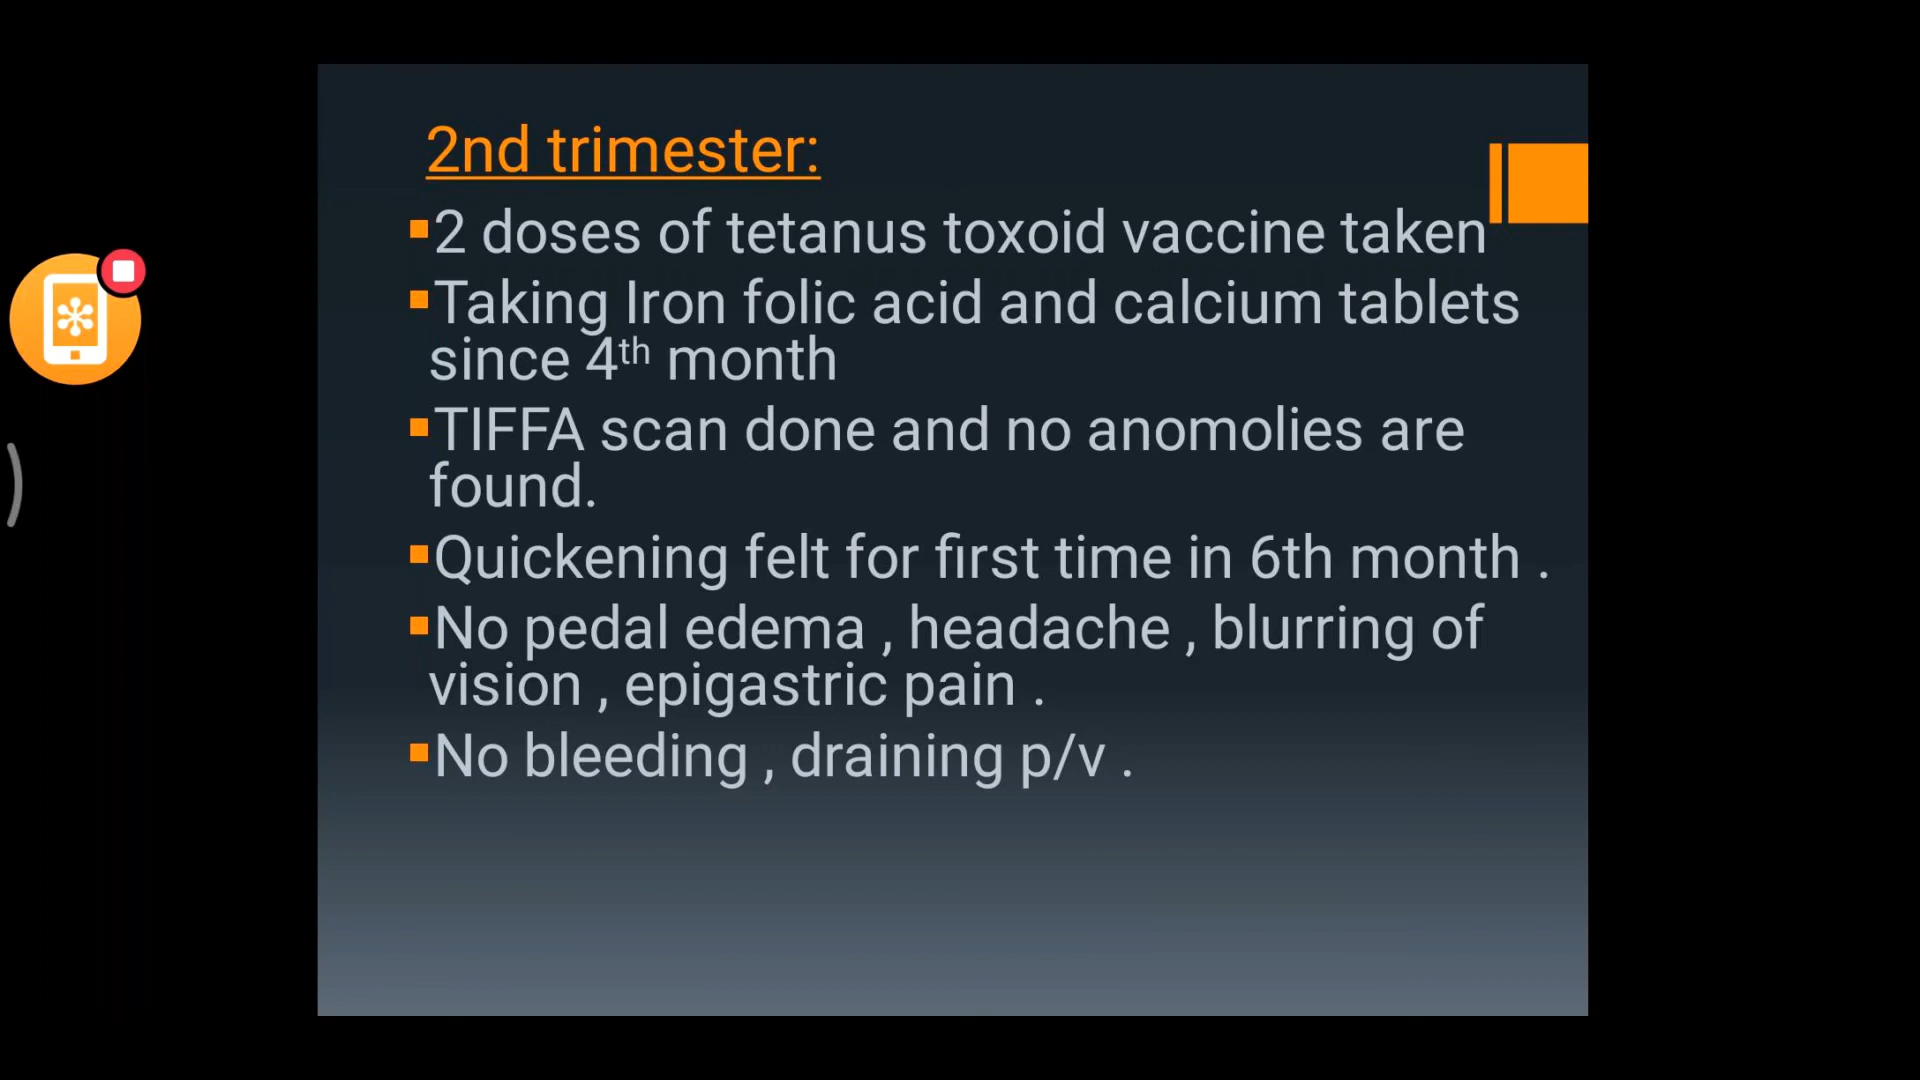 2nd trimester:
2 doses of tetanus toxoid vaccine taken
Taking Iron folic acid and calcium tablets
since 4th month
TIFFA scan done and no anomolies are
found.
Quickening felt for first time in 6th month .
No pedal edema , headache , blurring of
vision , epigastric pain .
No bleeding , draining p/v .